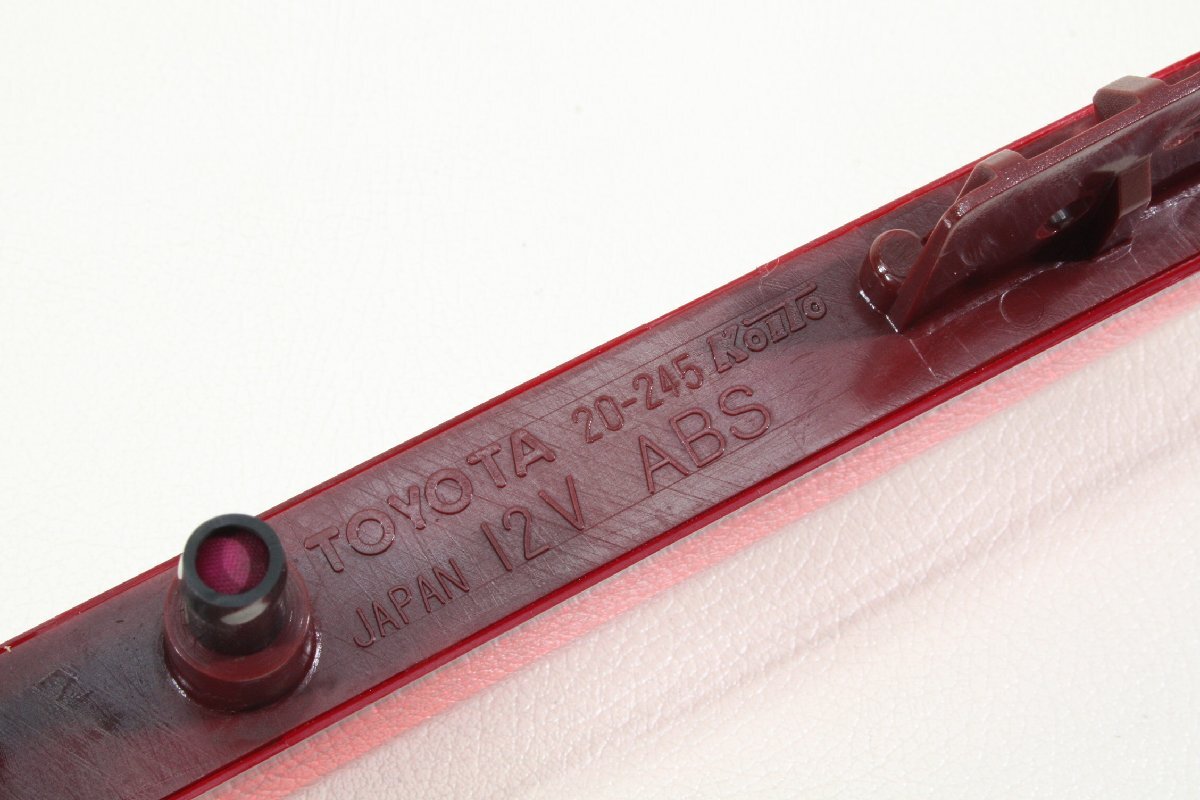 TOYOTA 20-245 KOITO
JAPAN 12V ABS